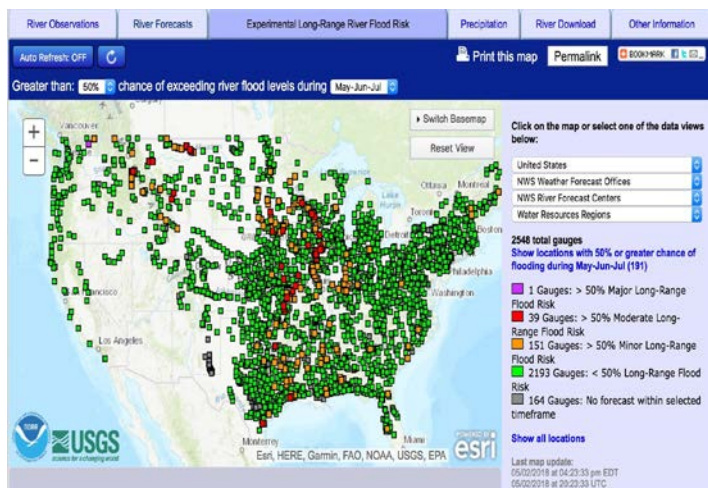 River Observations
River Forecasts
Experimental Long-Range River Flood Risk
Precipitation
River Download
Other Information
Auto Refresh: OFF
Print this map
Permalink
BOOKMARK
Greater than: 50% chance of exceeding river flood levels during May-Jun-Jul
+
−
Vancouver
Switch Basemap
Reset View
Ottawa
Montreal
Lake
Huron
Toronto
Detroit
Boston
Philadelphia
Washington
Los Angeles
Monterrey
Miami
USGS
science for a changing world
Esri, HERE, Garmin, FAO, NOAA, USGS, EPA
POWERED BY
esri
Click on the map or select one of the data views
below:
United States
NWS Weather Forecast Offices
NWS River Forecast Centers
Water Resources Regions
2548 total gauges
Show locations with 50% or greater chance of
flooding during May-Jun-Jul (191)
1 Gauges: > 50% Major Long-Range
Flood Risk
39 Gauges: > 50% Moderate Long-
Range Flood Risk
151 Gauges: > 50% Minor Long-Range
Flood Risk
2193 Gauges: < 50% Long-Range Flood
Risk
164 Gauges: No forecast within selected
timeframe
Show all locations
Last map update:
05/02/2018 at 04:23:33 pm EDT
05/02/2018 at 20:23:33 UTC